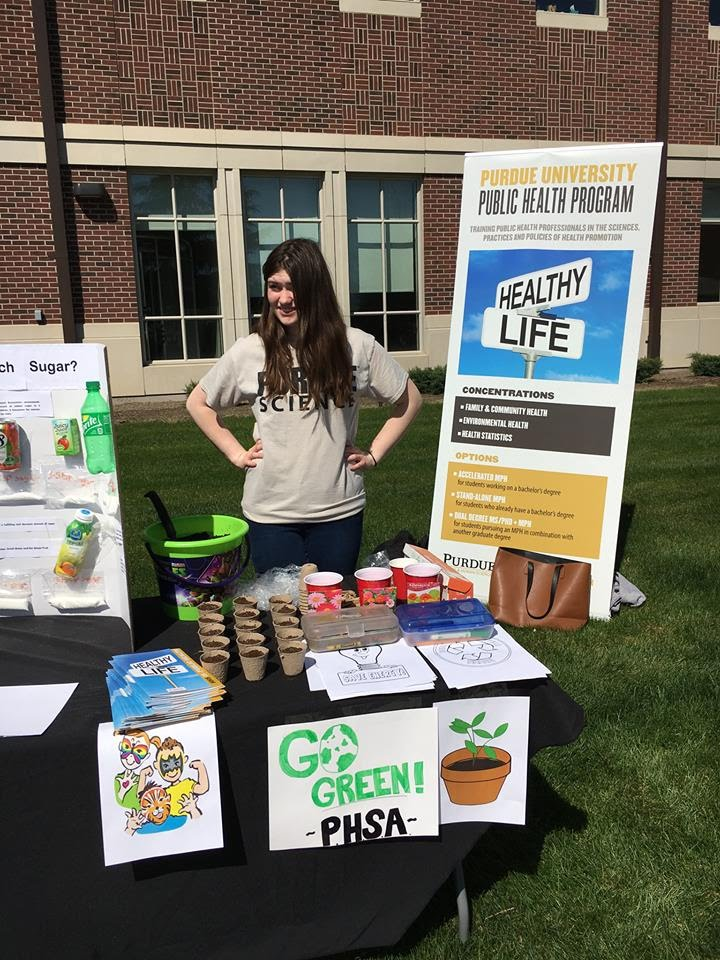 ch Sugar?
Sprite
PURDUE UNIVERSITY
PUBLIC HEALTH PROGRAM
TRAINING PUBLIC HEALTH PROFESSIONALS IN THE SCIENCES,
PRACTICES AND POLICIES OF HEALTH PROMOTION
HEALTHY
LIFE
CONCENTRATIONS
FAMILY & COMMUNITY HEALTH
ENVIRONMENTAL HEALTH
HEALTH STATISTICS
OPTIONS
ACCELERATED MPH
for students working on a bachelor's degree
STAND-ALONE MPH
for students who already have a bachelor's degree
DUAL DEGREE MS/PHD + MPH
for students pursuing an MPH in combination with
another graduate degree
PURDUE
SCIENCE
HEALTHY
LIFE
SAVE ENERGY!
GO
GREEN!
~PHSA~